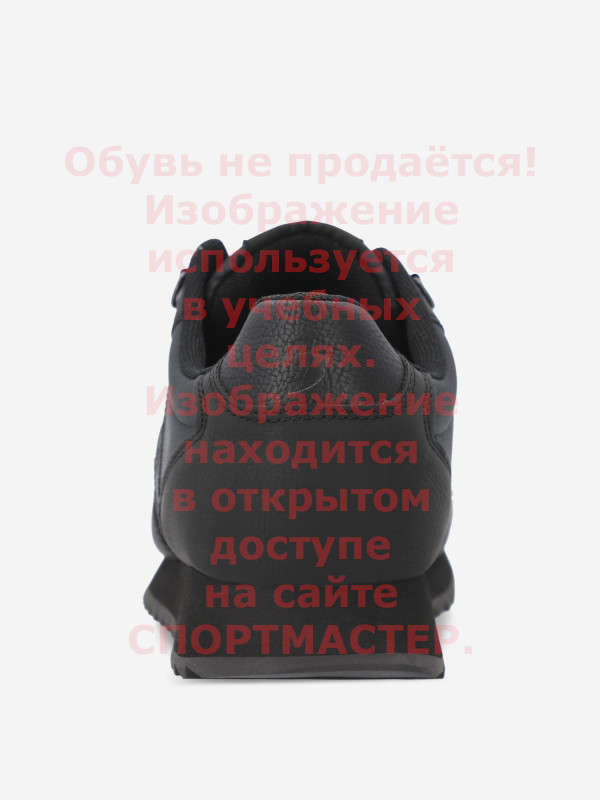 Обувь не продаётся!
Изображение
используется
в учебных
целях.
Изображение
находится
в открытом
доступе
на сайте
СПОРТМАСТЕР.